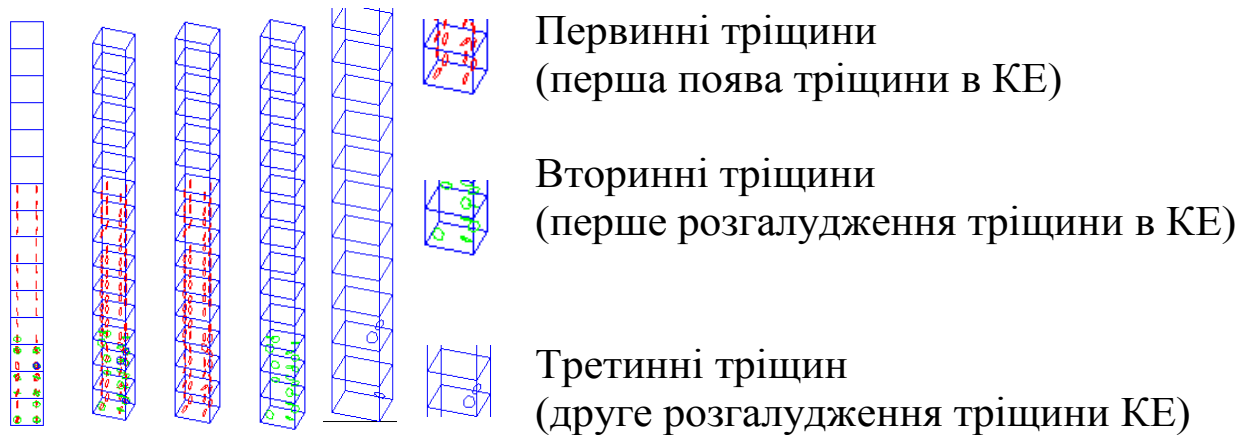 Первинні тріщини
(перша поява тріщини в КЕ)
Вторинні тріщини
(перше розгалудження тріщини в КЕ)
Третинні тріщин
(друге розгалудження тріщини КЕ)